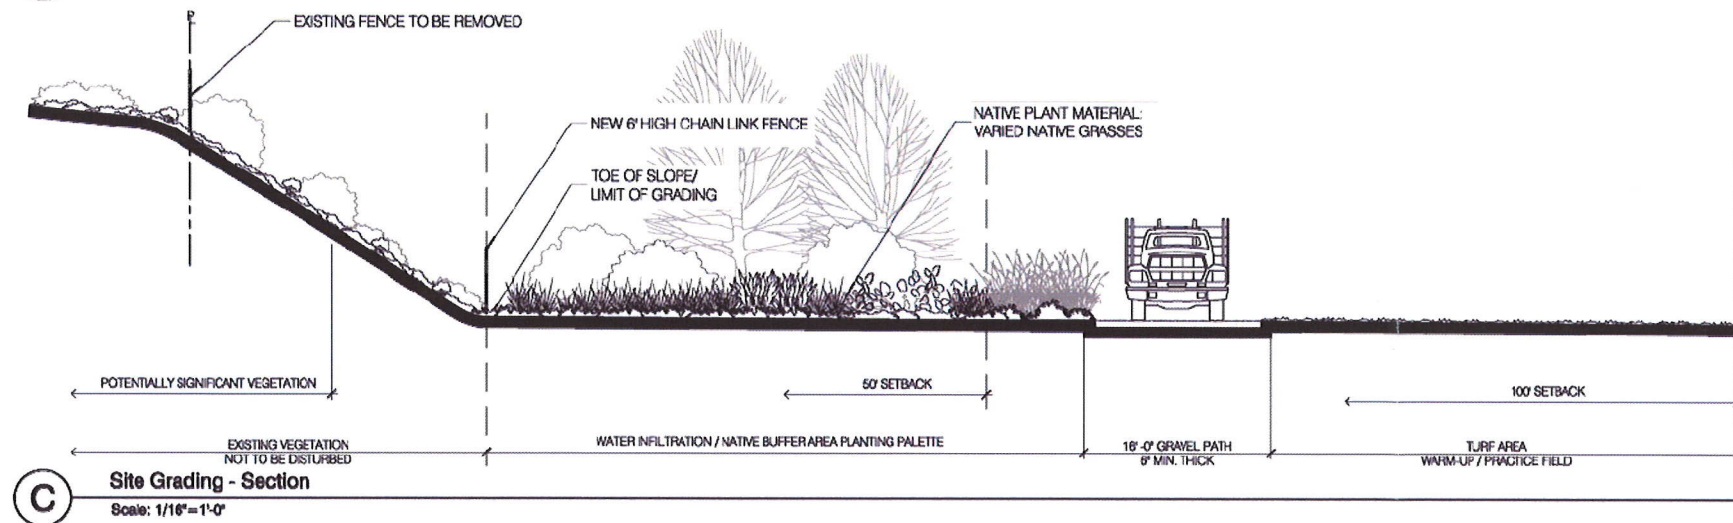 PL
EXISTING FENCE TO BE REMOVED
NEW 6' HIGH CHAIN LINK FENCE
NATIVE PLANT MATERIAL:
VARIED NATIVE GRASSES
TOE OF SLOPE/
LIMIT OF GRADING
POTENTIALLY SIGNIFICANT VEGETATION
50' SETBACK
100' SETBACK
EXISTING VEGETATION
NOT TO BE DISTURBED
WATER INFILTRATION / NATIVE BUFFER AREA PLANTING PALETTE
16'-0" GRAVEL PATH
6" MIN. THICK
TURF AREA
WARM-UP / PRACTICE FIELD
C
Site Grading - Section
Scale: 1/16"=1'-0"